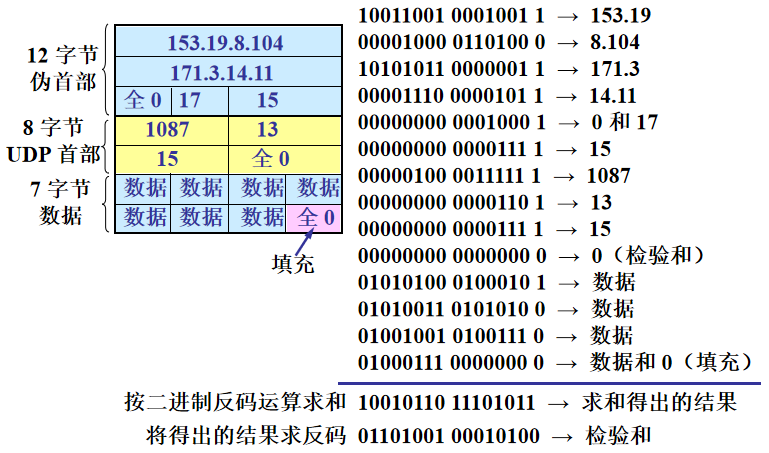 12 字节
伪首部
153.19.8.104
171.3.14.11
全 0 17 15
8 字节
UDP 首部
1087 13
15 全 0
7 字节
数据
数据 数据 数据 数据
数据 数据 数据 全 0
填充
10011001 0001001 1 → 153.19
00001000 0110100 0 → 8.104
10101011 0000001 1 → 171.3
00001110 0000101 1 → 14.11
00000000 0001000 1 → 0 和 17
00000000 0000111 1 → 15
00000100 0011111 1 → 1087
00000000 0000110 1 → 13
00000000 0000111 1 → 15
00000000 0000000 0 → 0（检验和）
01010100 0100010 1 → 数据
01010011 0101010 0 → 数据
01001001 0100111 0 → 数据
01000111 0000000 0 → 数据和 0（填充）
按二进制反码运算求和 10010110 11101011 → 求和得出的结果
将得出的结果求反码 01101001 00010100 → 检验和